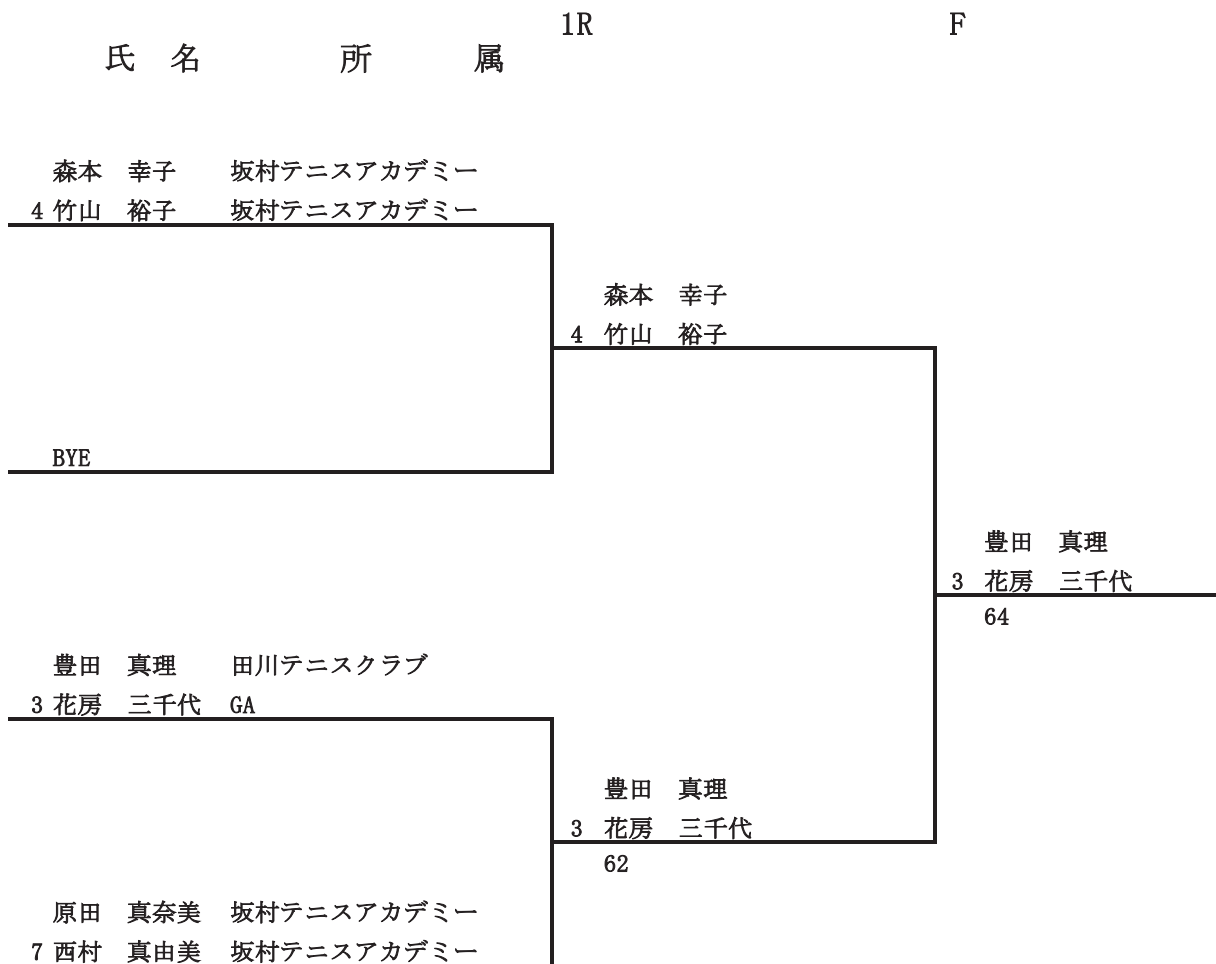 1R F
氏 名 所 属
森本 幸子 坂村テニスアカデミー
4 竹山 裕子 坂村テニスアカデミー
森本 幸子
4 竹山 裕子
BYE
豊田 真理
3 花房 三千代
64
豊田 真理 田川テニスクラブ
3 花房 三千代 GA
豊田 真理
3 花房 三千代
62
原田 真奈美 坂村テニスアカデミー
7 西村 真由美 坂村テニスアカデミー